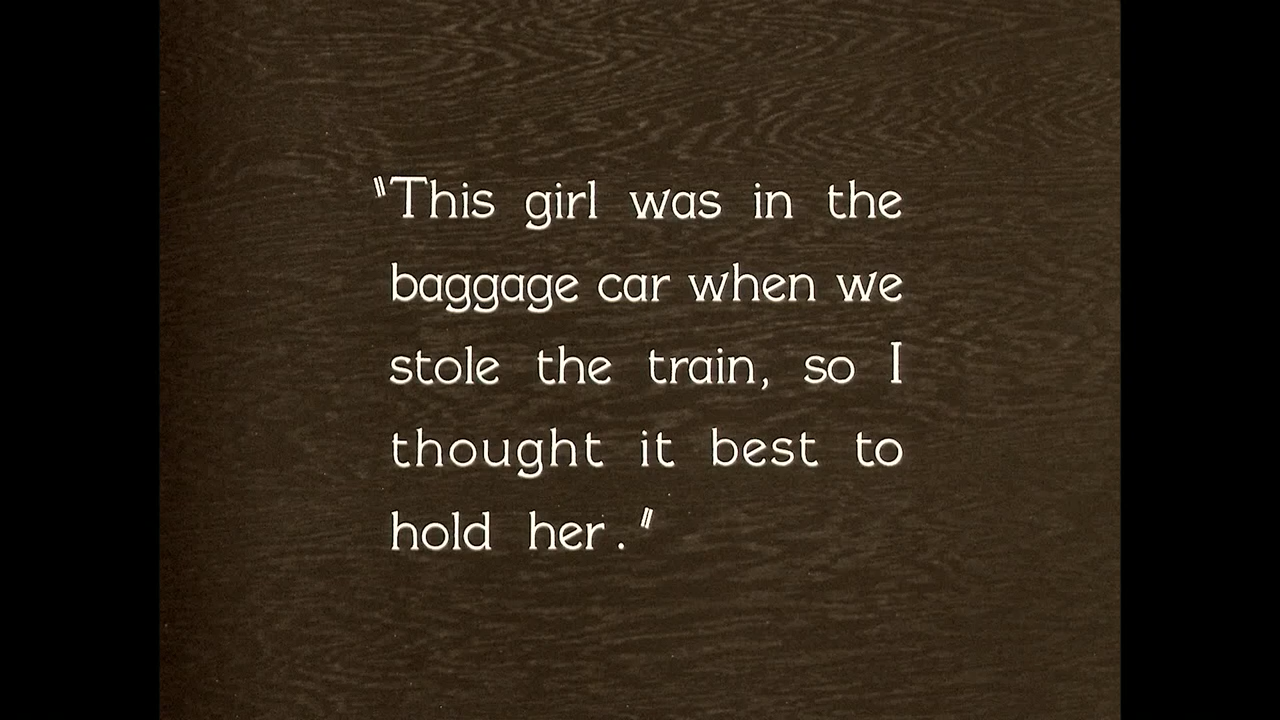 "This girl was in the
baggage car when we
stole the train, so I
thought it best to
hold her."